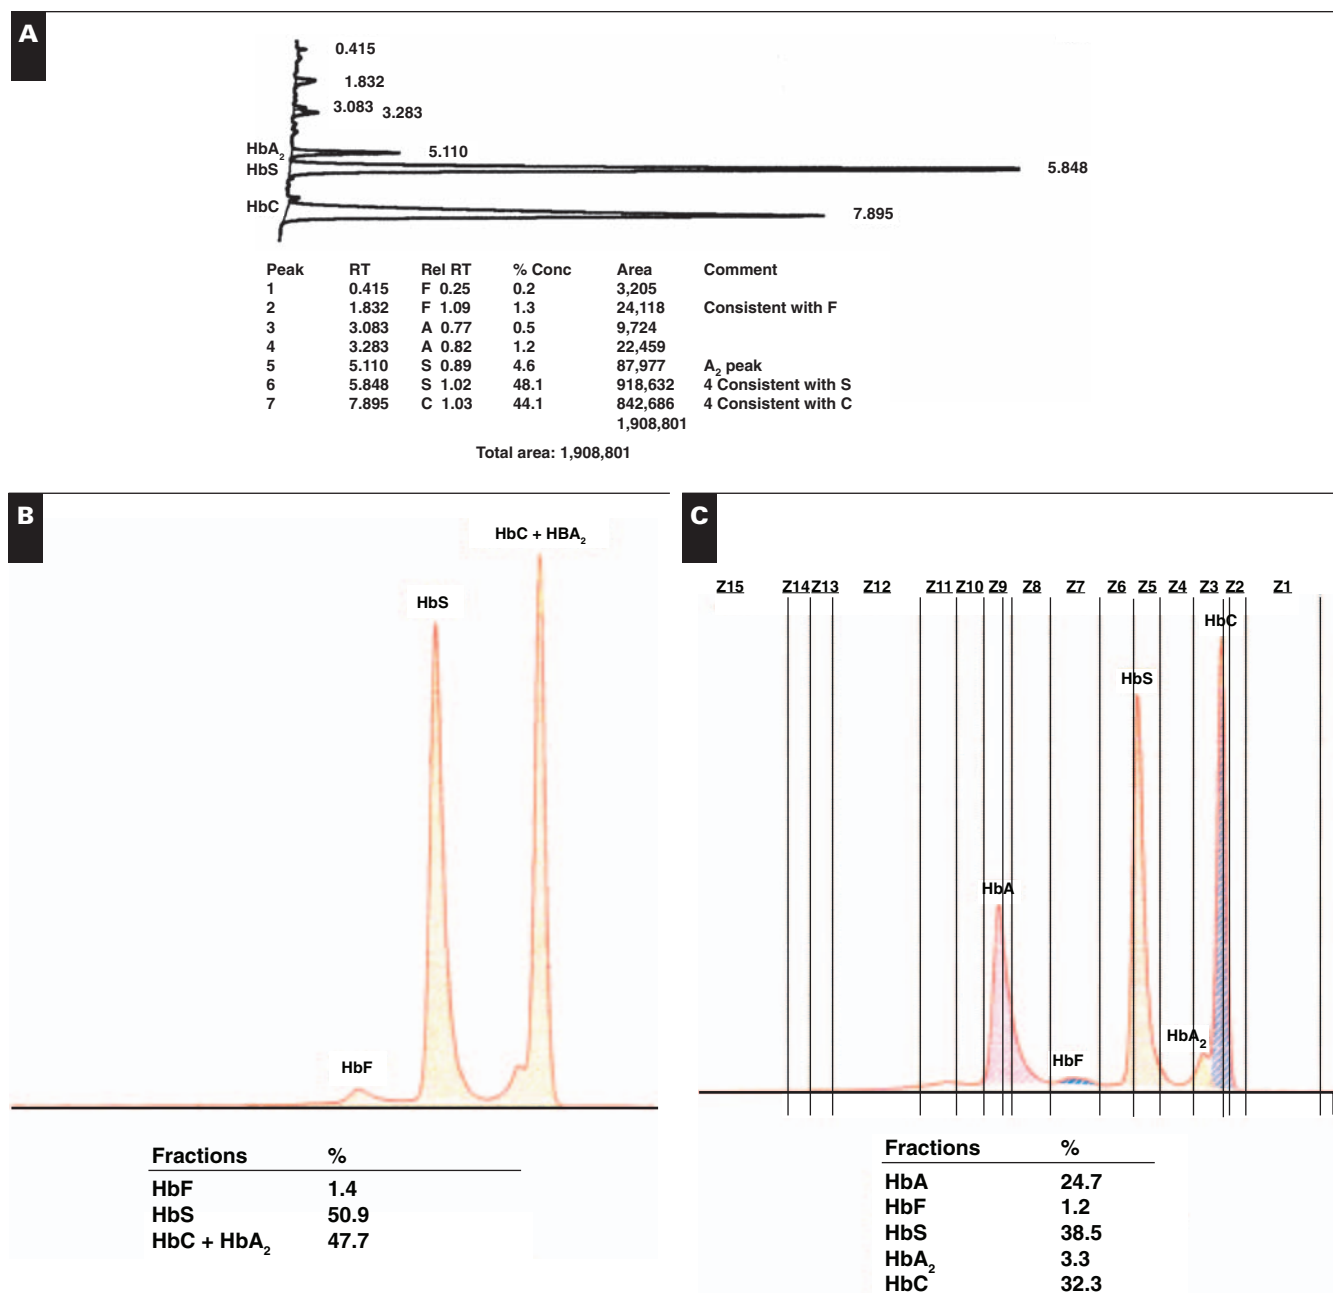 A
0.415
1.832
3.083 3.283
HbA2 5.110
HbS 5.848
HbC 7.895
Peak RT Rel RT % Conc Area Comment
1 0.415 F 0.25 0.2 3,205
2 1.832 F 1.09 1.3 24,118 Consistent with F
3 3.083 A 0.77 0.5 9,724
4 3.283 A 0.82 1.2 22,459
5 5.110 S 0.89 4.6 87,977 A2 peak
6 5.848 S 1.02 48.1 918,632 4 Consistent with S
7 7.895 C 1.03 44.1 842,686 4 Consistent with C
1,908,801
Total area: 1,908,801
B
HbC + HBA2
HbS
HbF
Fractions %
HbF 1.4
HbS 50.9
HbC + HbA2 47.7
C
Z15 Z14 Z13 Z12 Z11 Z10 Z9 Z8 Z7 Z6 Z5 Z4 Z3 Z2 Z1
HbC
HbS
HbA
HbA2
HbF
Fractions %
HbA 24.7
HbF 1.2
HbS 38.5
HbA2 3.3
HbC 32.3